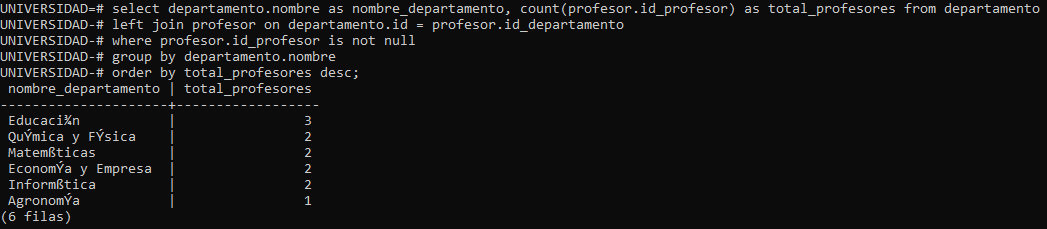 UNIVERSIDAD=# select departamento.nombre as nombre_departamento, count(profesor.id_profesor) as total_profesores from departamento
UNIVERSIDAD-# left join profesor on departamento.id = profesor.id_departamento
UNIVERSIDAD-# where profesor.id_profesor is not null
UNIVERSIDAD-# group by departamento.nombre
UNIVERSIDAD-# order by total_profesores desc;
nombre_departamento | total_profesores
--------------------+------------------
Educaci¾n | 3
QuÝmica y FÝsica | 2
Matemßticas | 2
EconomÝa y Empresa | 2
Informßtica | 2
AgronomÝa | 1
(6 filas)